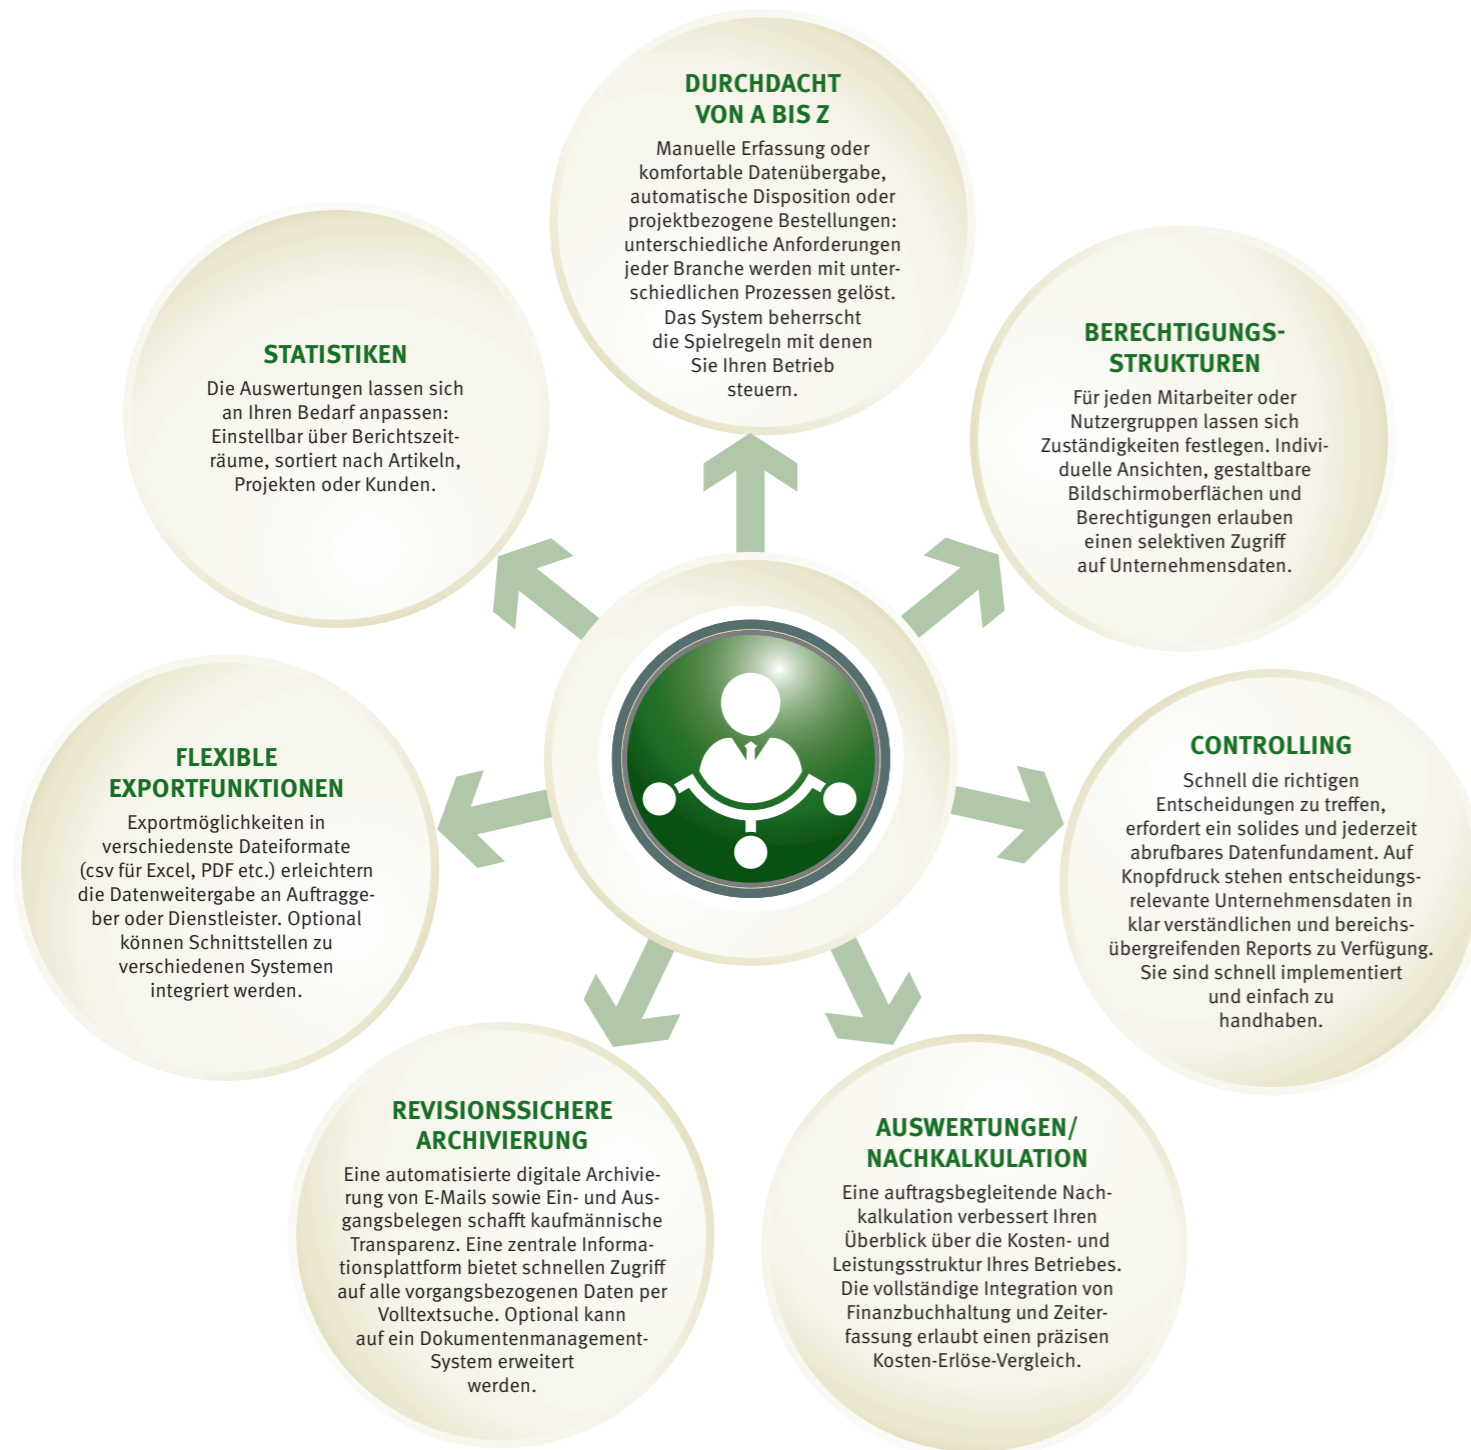 DURCHDACHT
VON A BIS Z
Manuelle Erfassung oder
komfortable Datenübergabe,
automatische Disposition oder
projektbezogene Bestellungen:
unterschiedliche Anforderungen
jeder Branche werden mit unter-
schiedlichen Prozessen gelöst.
Das System beherrscht
die Spielregeln mit denen
Sie Ihren Betrieb
steuern.
BERECHTIGUNGS-
STRUKTUREN
Für jeden Mitarbeiter oder
Nutzergruppen lassen sich
Zuständigkeiten festlegen. Indivi-
duelle Ansichten, gestaltbare
Bildschirmoberflächen und
Berechtigungen erlauben
einen selektiven Zugriff
auf Unternehmensdaten.
CONTROLLING
Schnell die richtigen
Entscheidungen zu treffen,
erfordert ein solides und jederzeit
abrufbares Datenfundament. Auf
Knopfdruck stehen entscheidungs-
relevante Unternehmensdaten in
klar verständlichen und bereichs-
übergreifenden Reports zu Verfügung.
Sie sind schnell implementiert
und einfach zu
handhaben.
AUSWERTUNGEN/
NACHKALKULATION
Eine auftragsbegleitende Nach-
kalkulation verbessert Ihren
Überblick über die Kosten- und
Leistungsstruktur Ihres Betriebes.
Die vollständige Integration von
Finanzbuchhaltung und Zeiter-
fassung erlaubt einen präzisen
Kosten-Erlöse-Vergleich.
REVISIONSSICHERE
ARCHIVIERUNG
Eine automatisierte digitale Archivie-
rung von E-Mails sowie Ein- und Aus-
gangsbelegen schafft kaufmännische
Transparenz. Eine zentrale Informa-
tionsplattform bietet schnellen Zugriff
auf alle vorgangsbezogenen Daten per
Volltextsuche. Optional kann
auf ein Dokumentenmanagement-
System erweitert
werden.
FLEXIBLE
EXPORTFUNKTIONEN
Exportmöglichkeiten in
verschiedenste Dateiformate
(csv für Excel, PDF etc.) erleichtern
die Datenweitergabe an Auftragge-
ber oder Dienstleister. Optional
können Schnittstellen zu
verschiedenen Systemen
integriert werden.
STATISTIKEN
Die Auswertungen lassen sich
an Ihren Bedarf anpassen:
Einstellbar über Berichtszeit-
räume, sortiert nach Artikeln,
Projekten oder Kunden.